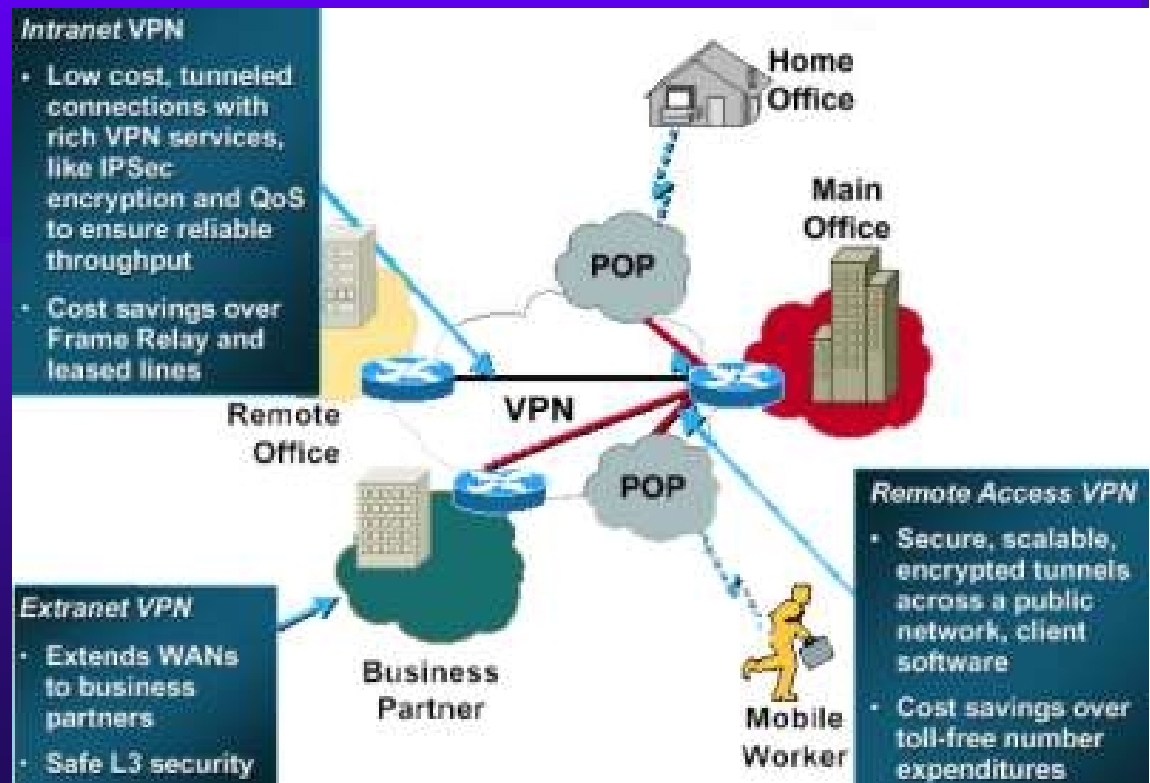 Intranet VPN
• Low cost, tunneled
connections with
rich VPN services,
like IPSec
encryption and QoS
to ensure reliable
throughput
• Cost savings over
Frame Relay and
leased lines
Home
Office
Main
Office
POP
VPN
Remote
Office
POP
Business
Partner
Mobile
Worker
Extranet VPN
• Extends WANs
to business
partners
• Safe L3 security
Remote Access VPN
• Secure, scalable,
encrypted tunnels
across a public
network, client
software
• Cost savings over
toll-free number
expenditures